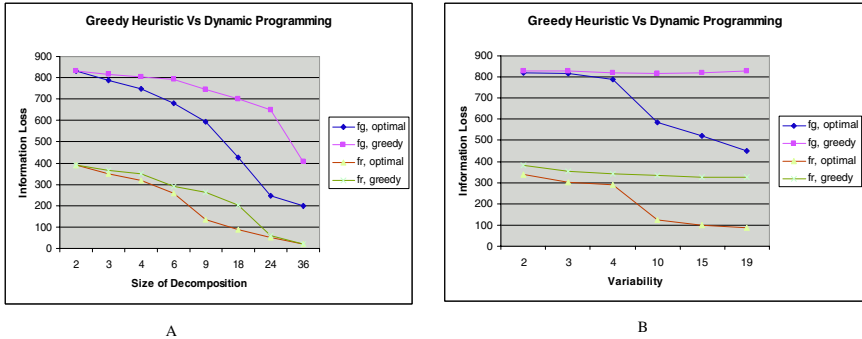 Greedy Heuristic Vs Dynamic Programming
900
800
700
600
500
400
300
200
100
0
Information Loss
2 3 4 6 9 18 24 36
Size of Decomposition
fg, optimal
fg, greedy
fr, optimal
fr, greedy
A
Greedy Heuristic Vs Dynamic Programming
900
800
700
600
500
400
300
200
100
0
Information Loss
2 3 4 10 15 19
Variability
fg, optimal
fg, greedy
fr, optimal
fr, greedy
B